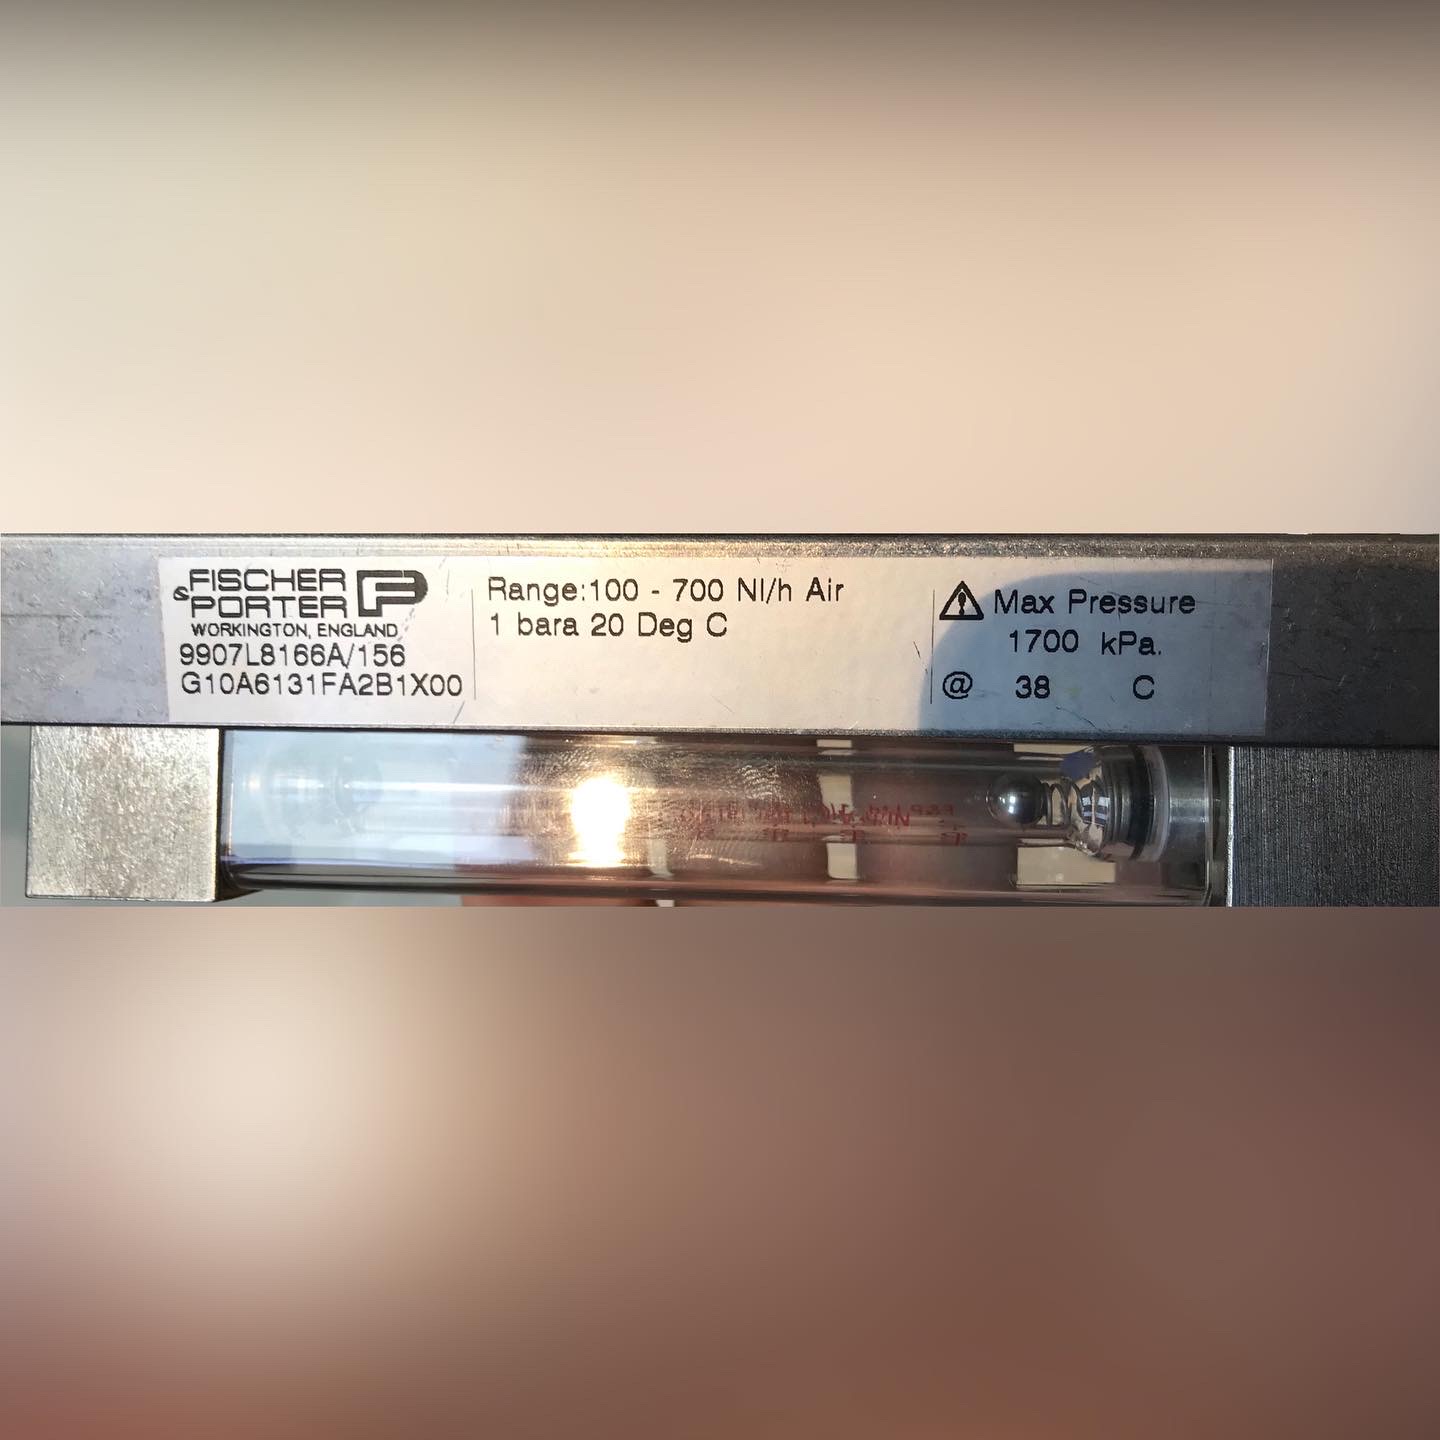 FISCHER
& PORTER FP
WORKINGTON, ENGLAND
9907L8166A/156
G10A6131FA2B1X00
Range:100 - 700 Nl/h Air
1 bara 20 Deg C
Max Pressure
1700 kPa.
@ 38 C